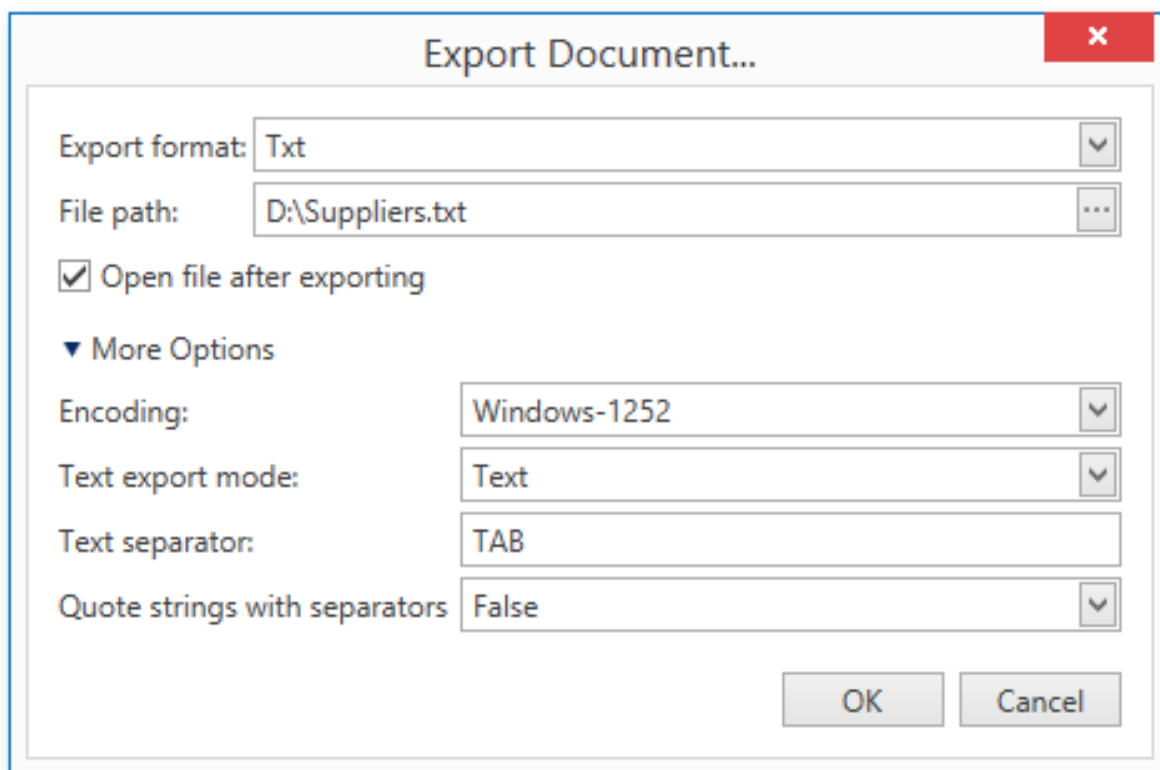 Export Document...
Export format: Txt
File path: D:\Suppliers.txt
Open file after exporting
More Options
Encoding: Windows-1252
Text export mode: Text
Text separator: TAB
Quote strings with separators False
OK Cancel